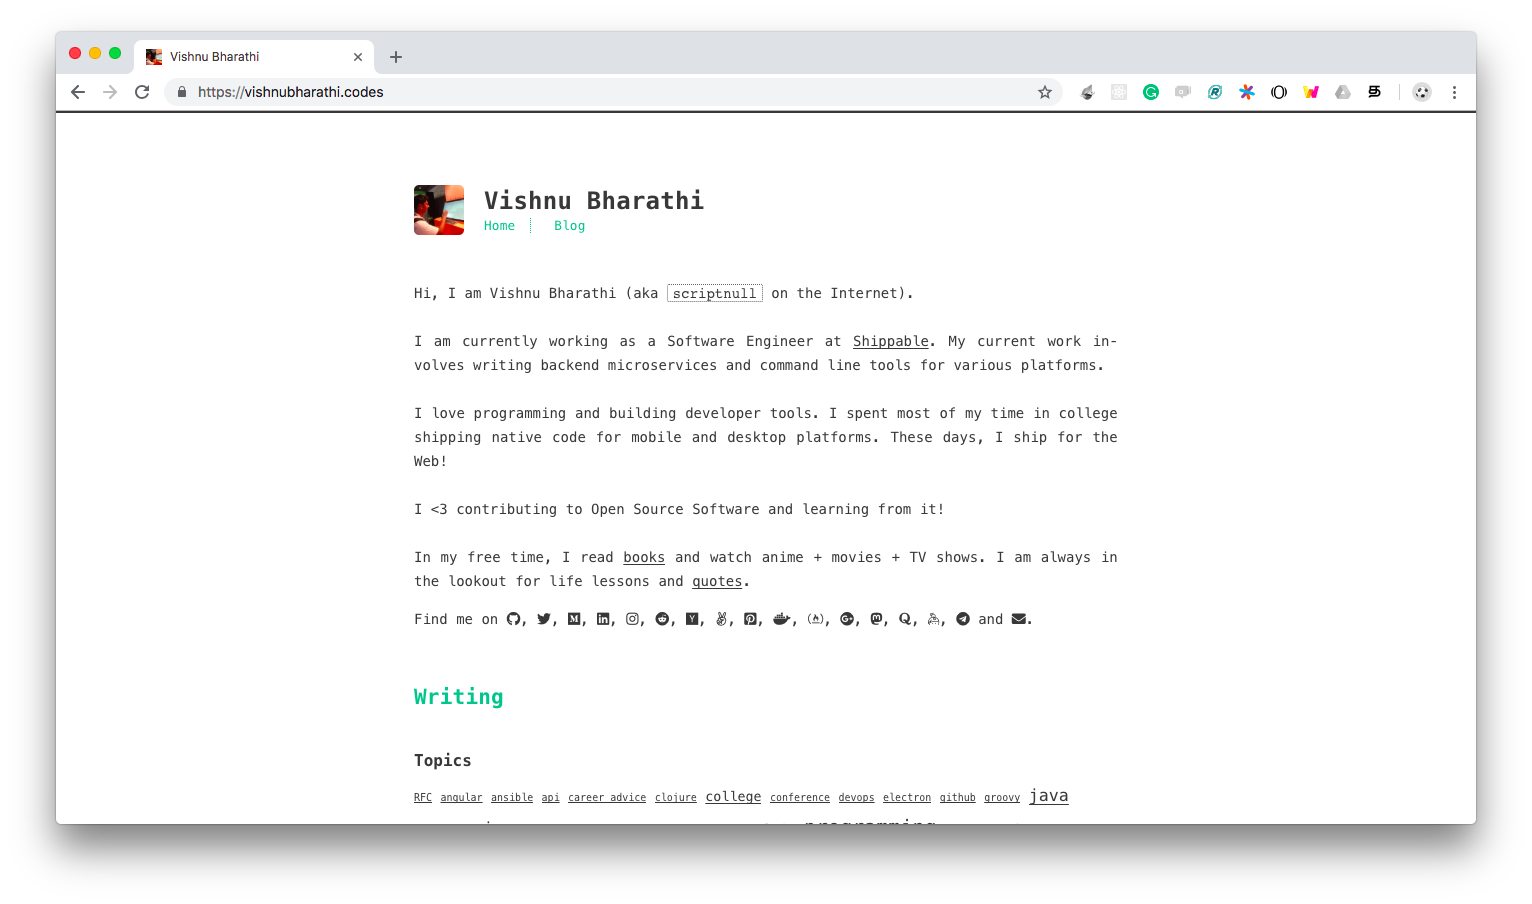 Vishnu Bharathi
https://vishnubharathi.codes
Vishnu Bharathi
Home
Blog
Hi, I am Vishnu Bharathi (aka scriptnull on the Internet).
I am currently working as a Software Engineer at Shippable. My current work in-
volves writing backend microservices and command line tools for various platforms.
I love programming and building developer tools. I spent most of my time in college
shipping native code for mobile and desktop platforms. These days, I ship for the
Web!
I <3 contributing to Open Source Software and learning from it!
In my free time, I read books and watch anime + movies + TV shows. I am always in
the lookout for life lessons and quotes.
Find me on , , , , , , , , , , , , , , , and .
Writing
Topics
RFC angular ansible api career advice clojure college conference devops electron github groovy java
programming